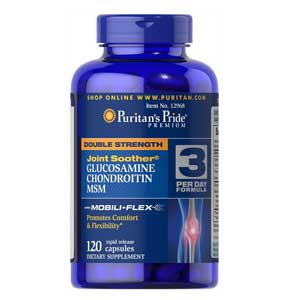 SHOP ONLINE • WWW.PURITAN.COM
Item No. 12968
Puritan's Pride®
PREMIUM
DOUBLE STRENGTH
Joint Soother®
GLUCOSAMINE
CHONDROITIN
MSM
3
PER DAY
FORMULA
MOBILI-FLEX
Promotes Comfort
& Flexibility*
120 rapid release
capsules
DIETARY SUPPLEMENT